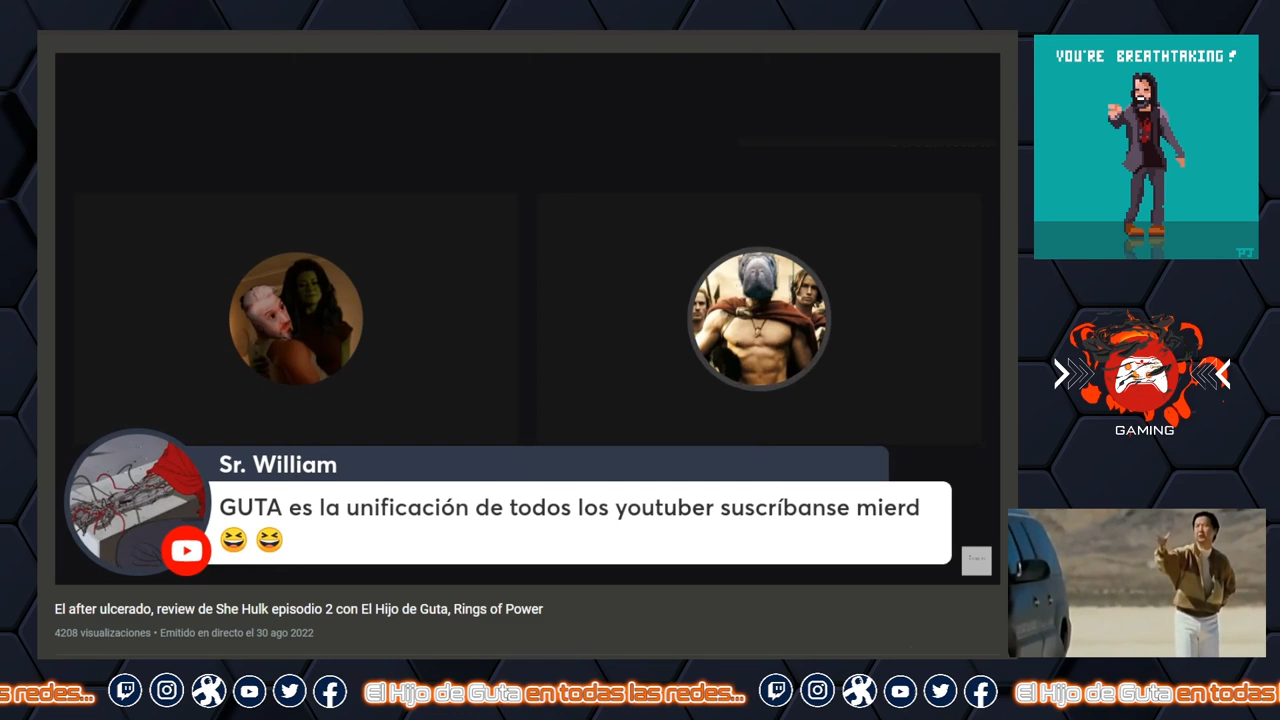 YOU'RE BREATHTAKING!
PJ
Sr. William
GUTA es la unificación de todos los youtuber suscríbanse mierd
😆 😆
GAMING
El after ulcerado, review de She Hulk episodio 2 con El Hijo de Guta, Rings of Power
4208 visualizaciones • Emitido en directo el 30 ago 2022
s redes... El Hijo de Guta en todas las redes... El Hijo de Guta en todas l